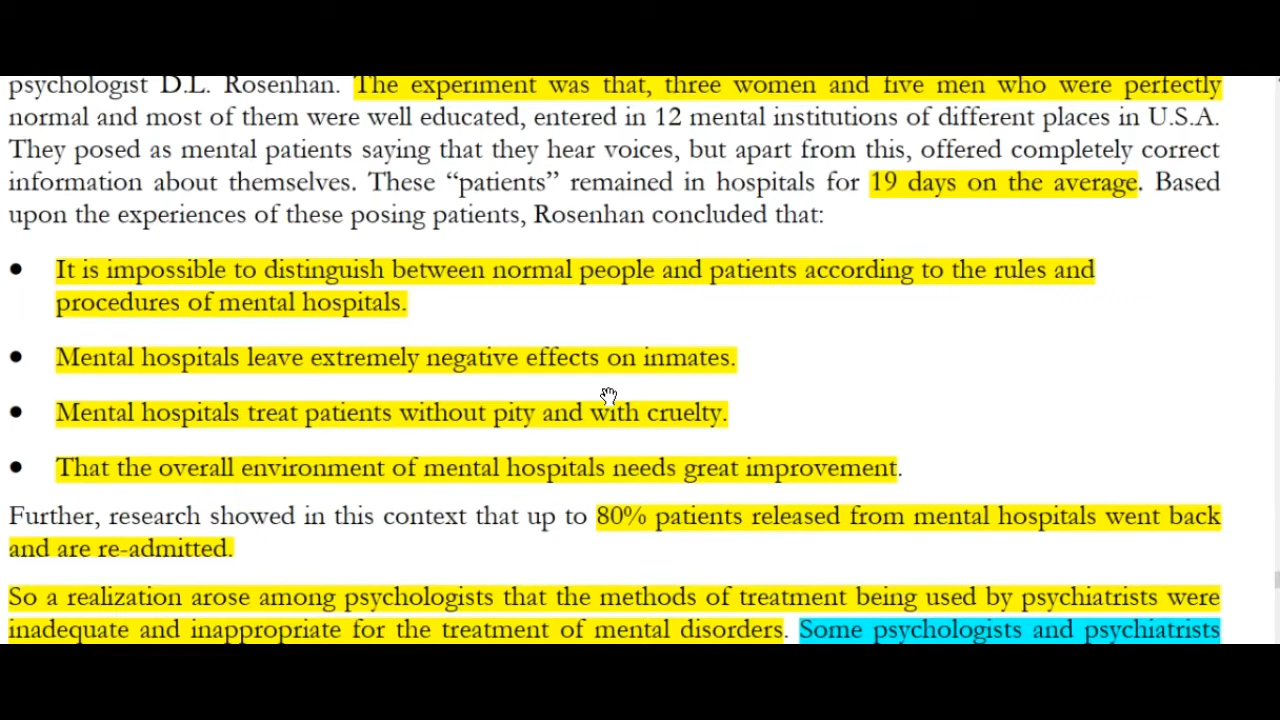 psychologist D.L. Rosenhan. The experiment was that, three women and five men who were perfectly
normal and most of them were well educated, entered in 12 mental institutions of different places in U.S.A.
They posed as mental patients saying that they hear voices, but apart from this, offered completely correct
information about themselves. These “patients” remained in hospitals for 19 days on the average. Based
upon the experiences of these posing patients, Rosenhan concluded that:
● It is impossible to distinguish between normal people and patients according to the rules and
procedures of mental hospitals.
● Mental hospitals leave extremely negative effects on inmates.
● Mental hospitals treat patients without pity and with cruelty.
● That the overall environment of mental hospitals needs great improvement.
Further, research showed in this context that up to 80% patients released from mental hospitals went back
and are re-admitted.
So a realization arose among psychologists that the methods of treatment being used by psychiatrists were
inadequate and inappropriate for the treatment of mental disorders. Some psychologists and psychiatrists